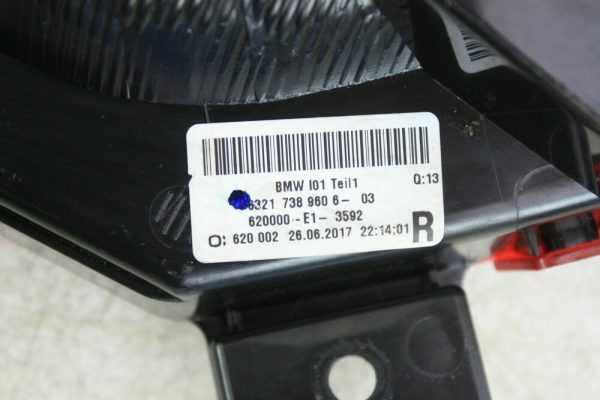 BMW I01 Teil1 Q:13
6321 738 960 6- 03
620000-E1- 3592
O: 620 002 26.06.2017 22:14:01 R